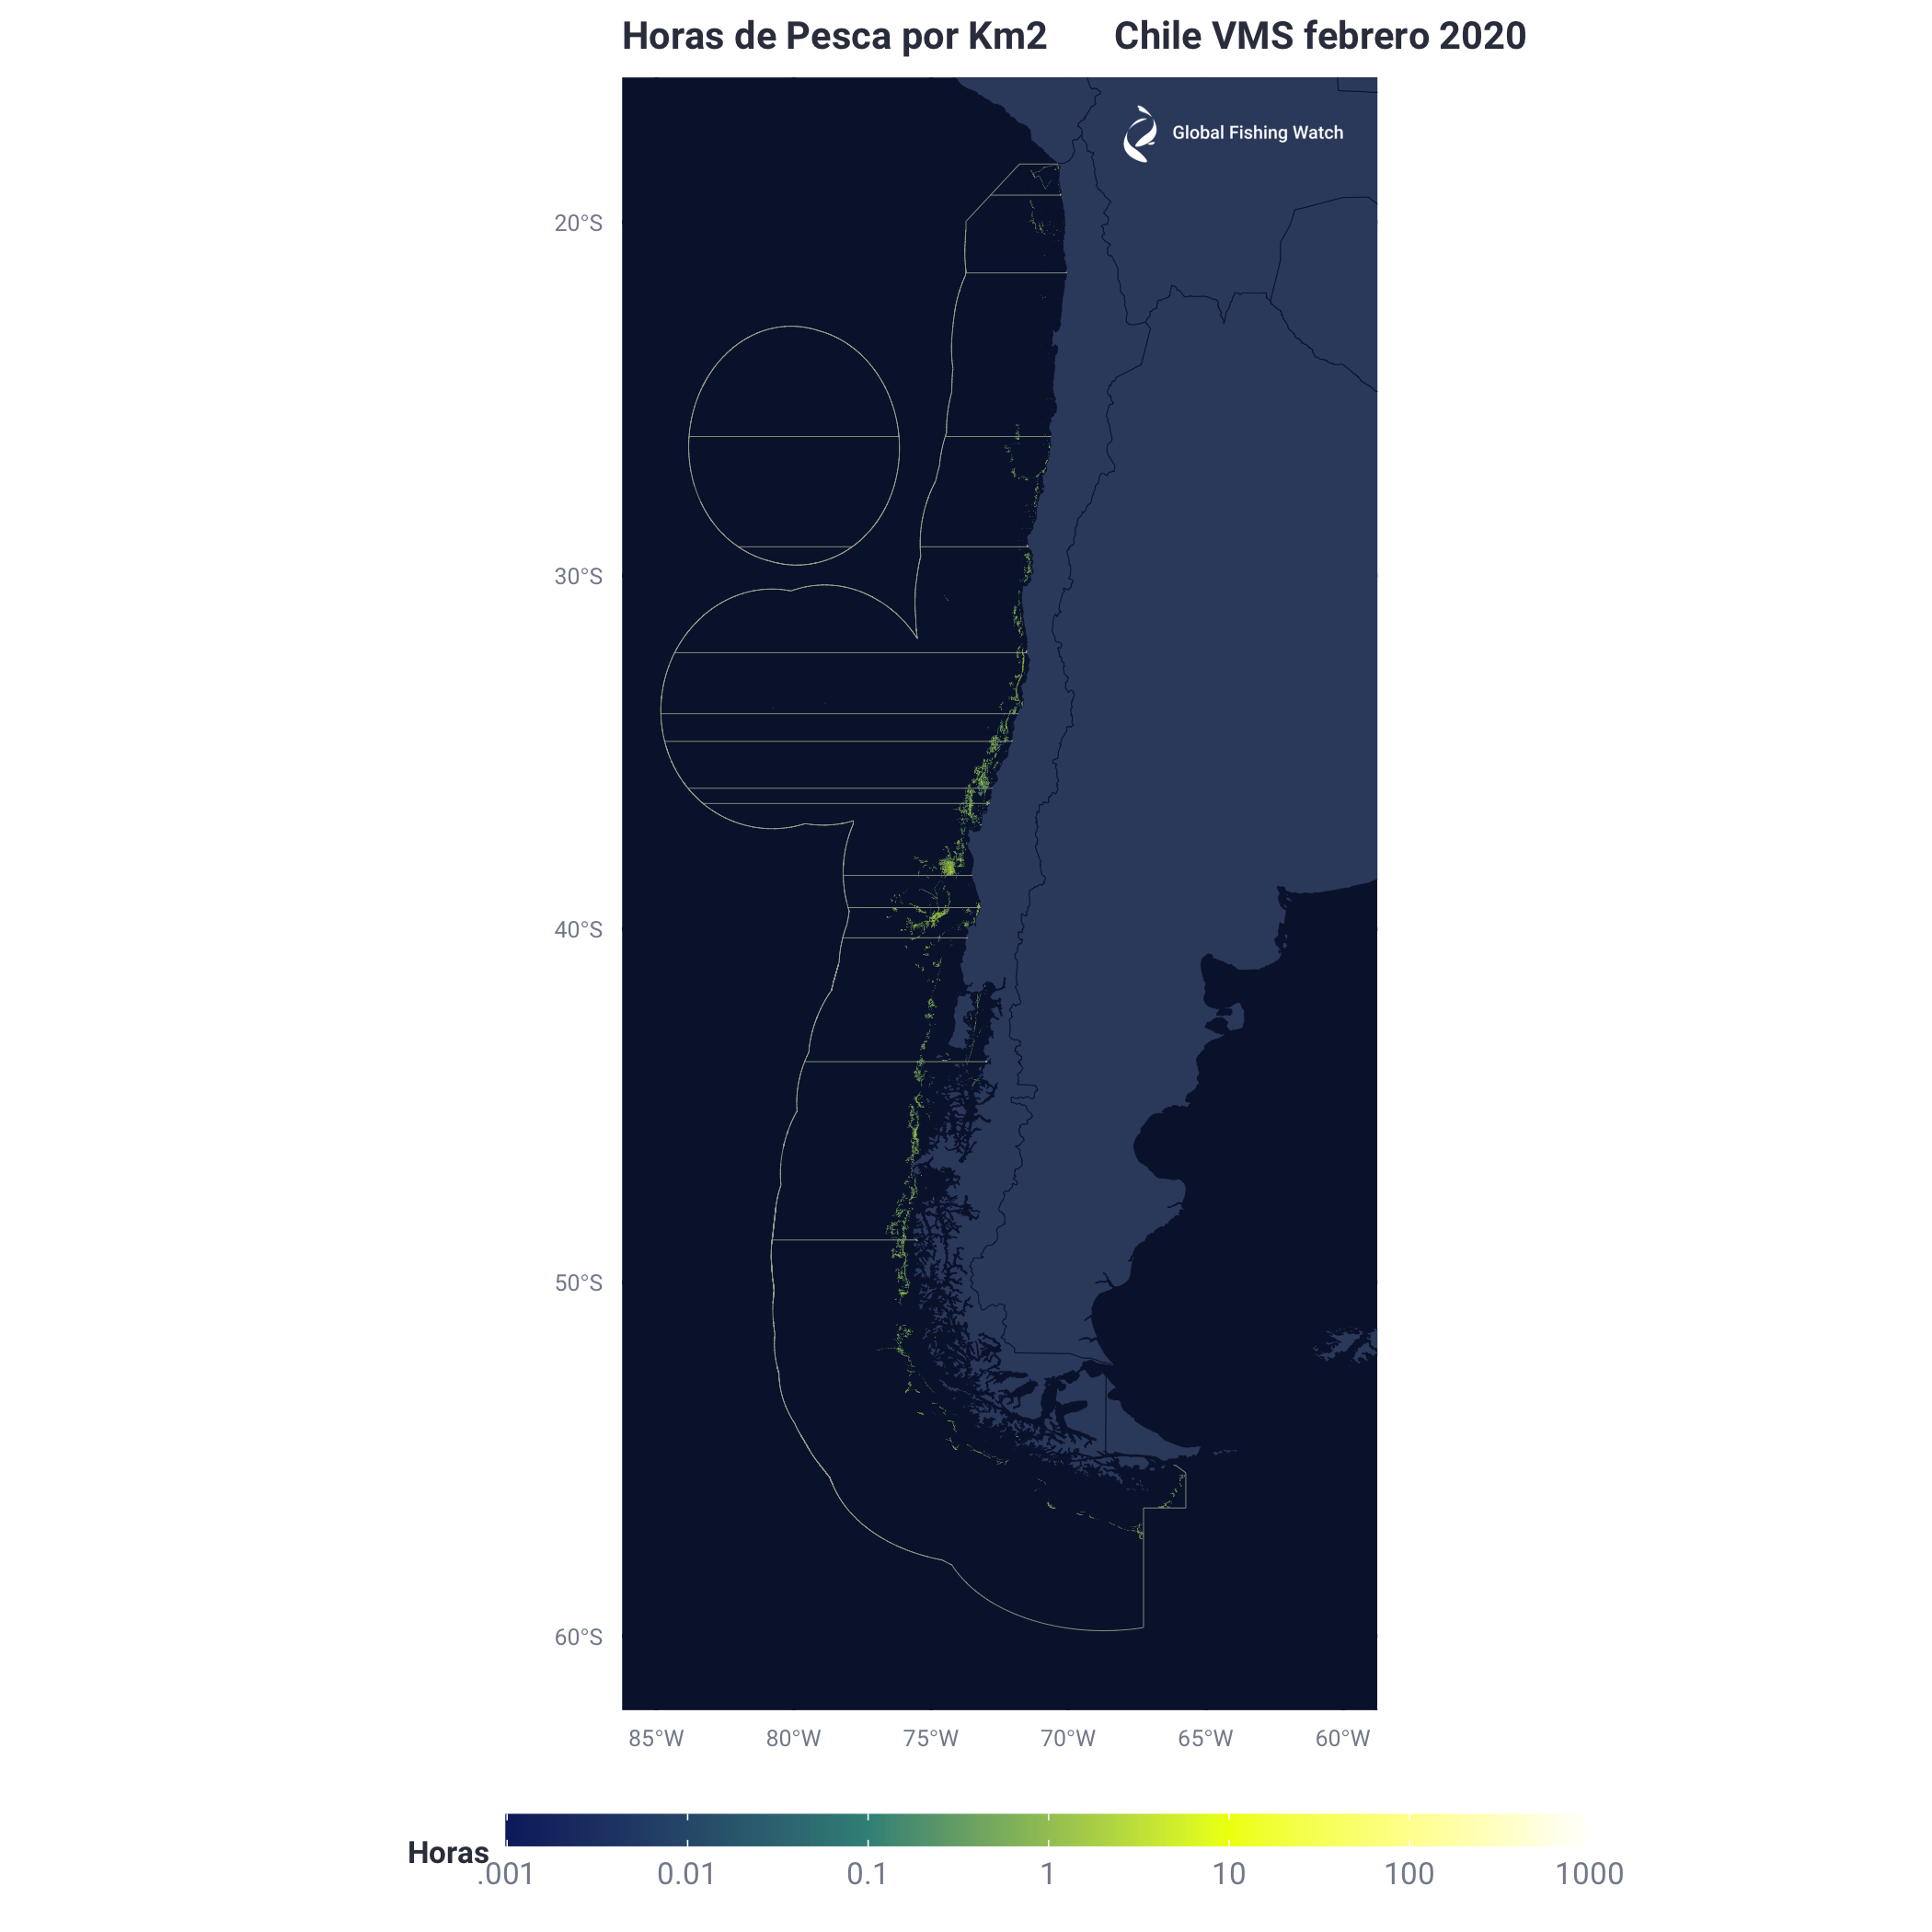 Horas de Pesca por Km2 Chile VMS febrero 2020
Global Fishing Watch
20°S
30°S
40°S
50°S
60°S
85°W 80°W 75°W 70°W 65°W 60°W
Horas
.001 0.01 0.1 1 10 100 1000